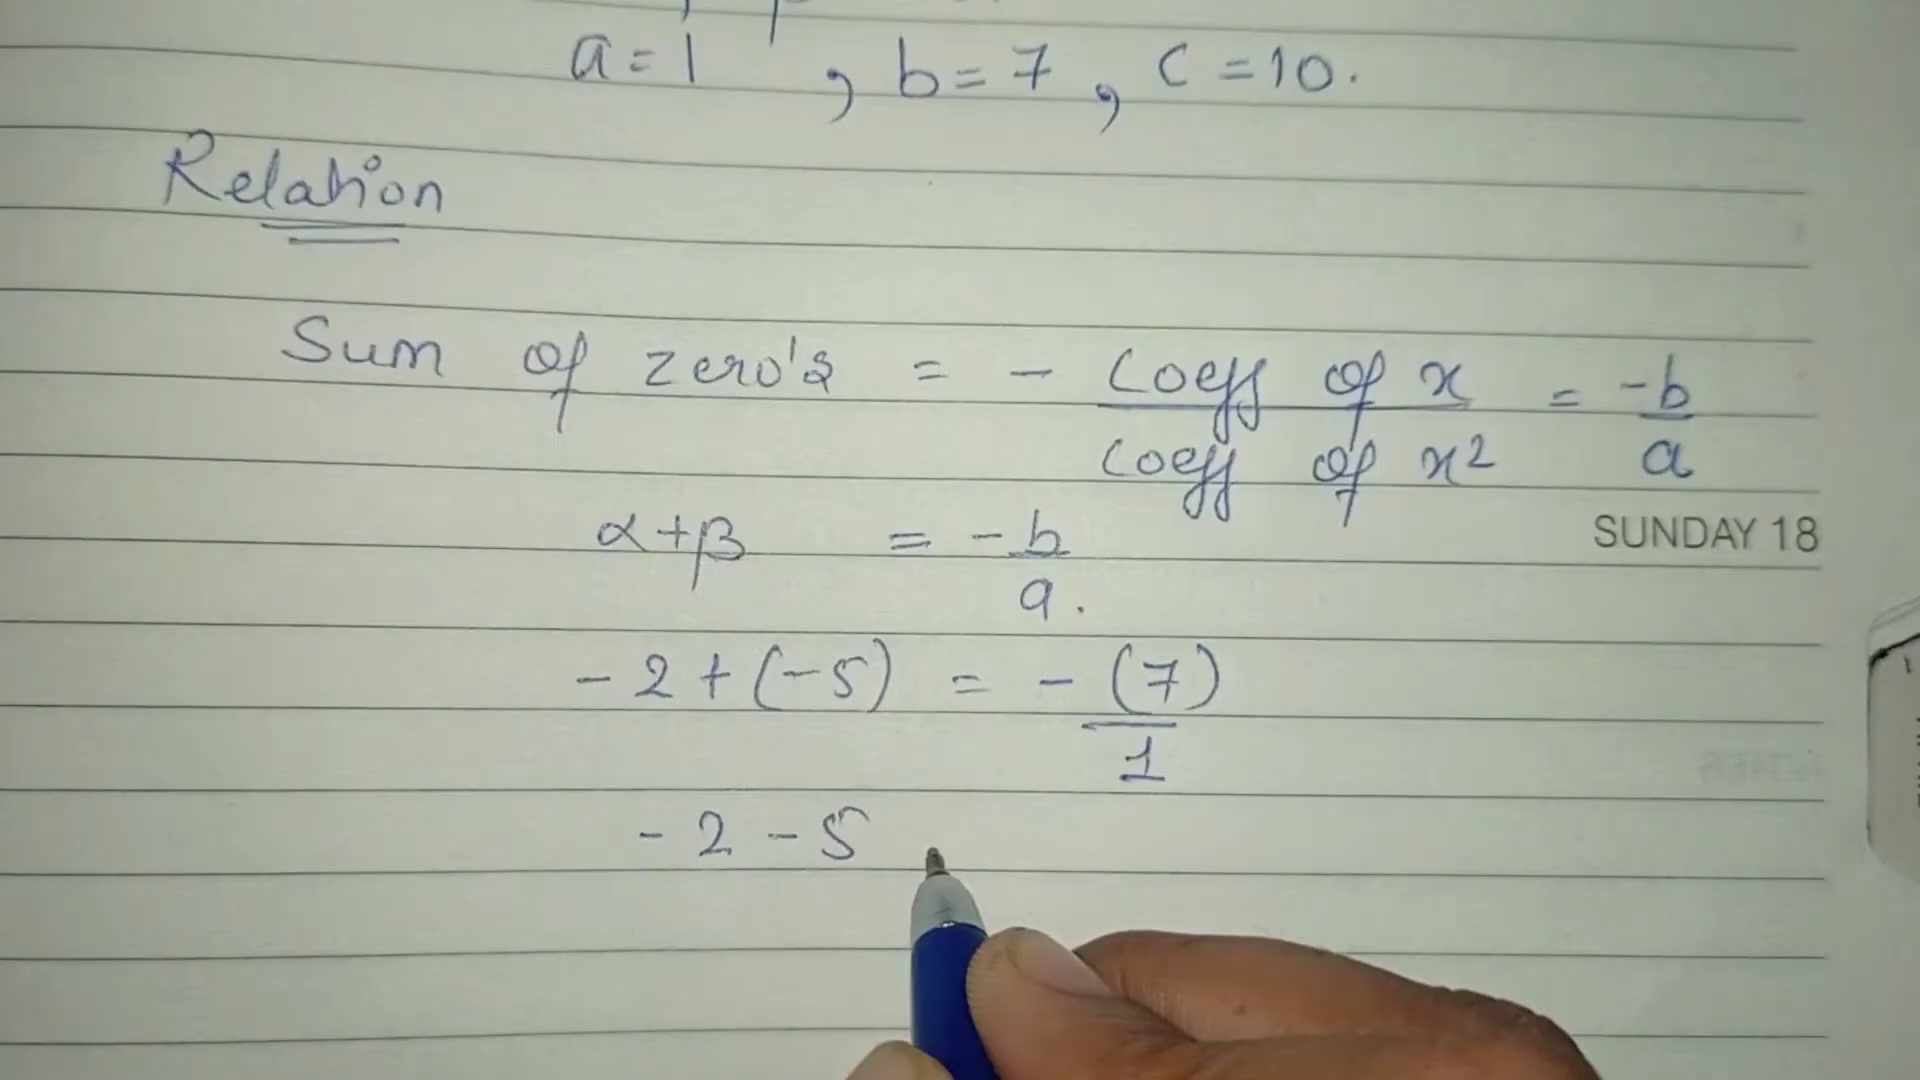 a = 1 , b = 7 , c = 10.
Relation
Sum of zero's = - Coeff of x / Coeff of x2 = -b / a
SUNDAY 18
α+β = - b / a.
- 2 + (-5) = - (7) / 1
- 2 - 5